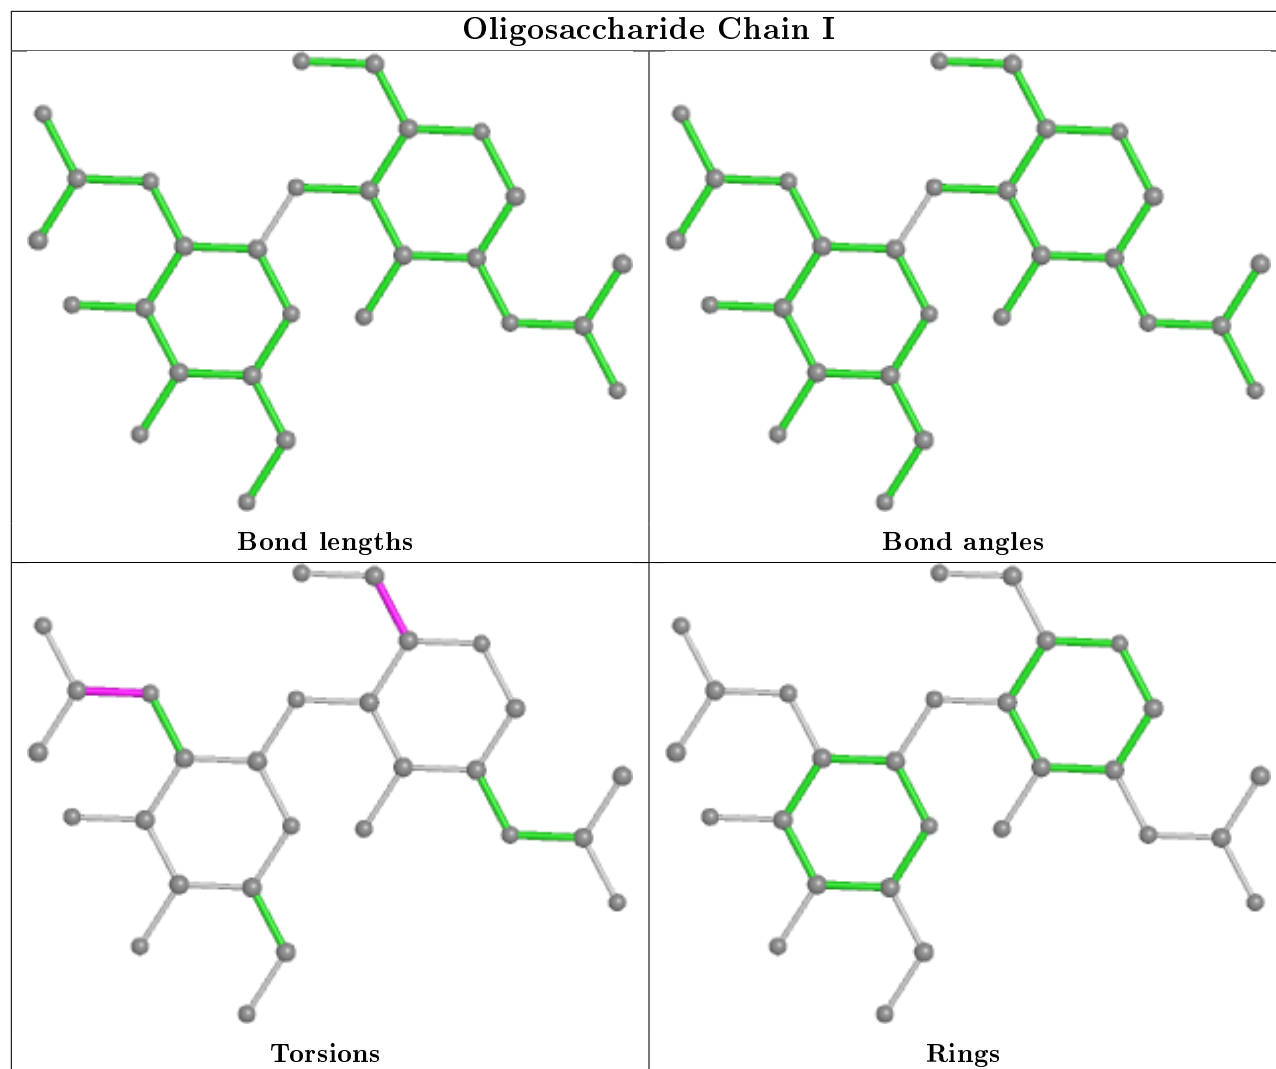 Oligosaccharide Chain I
Bond lengths
Bond angles
Torsions
Rings